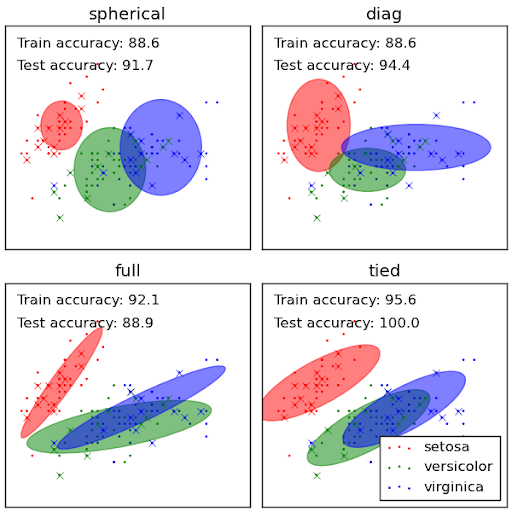 spherical
Train accuracy: 88.6
Test accuracy: 91.7
diag
Train accuracy: 88.6
Test accuracy: 94.4
full
Train accuracy: 92.1
Test accuracy: 88.9
tied
Train accuracy: 95.6
Test accuracy: 100.0
setosa
versicolor
virginica